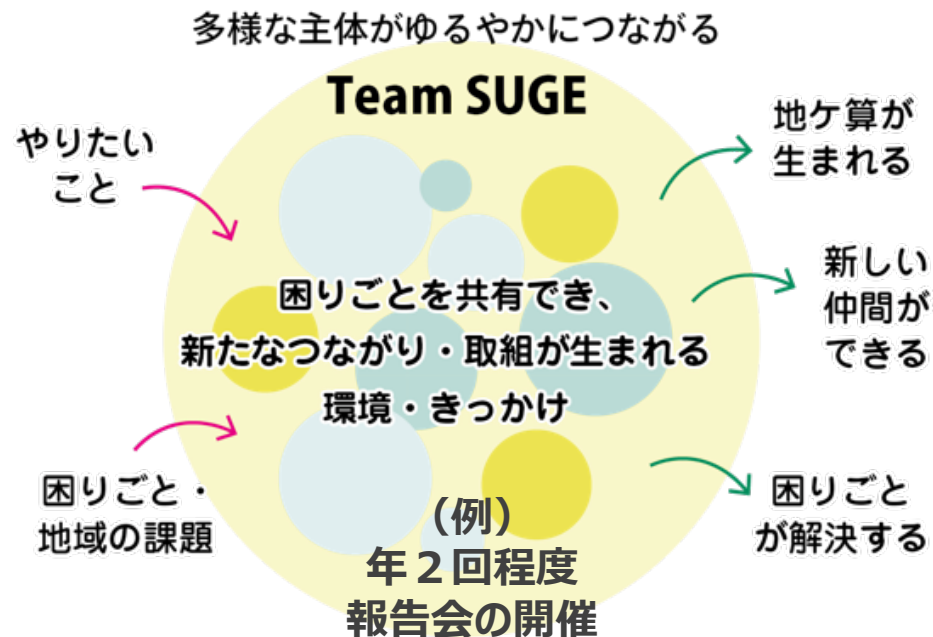 多様な主体がゆるやかにつながる
Team SUGE
やりたい
こと
困りごと・
地域の課題
困りごとを共有でき、
新たなつながり・取組が生まれる
環境・きっかけ
（例）
年２回程度
報告会の開催
地ケ算が
生まれる
新しい
仲間が
できる
困りごと
が解決する